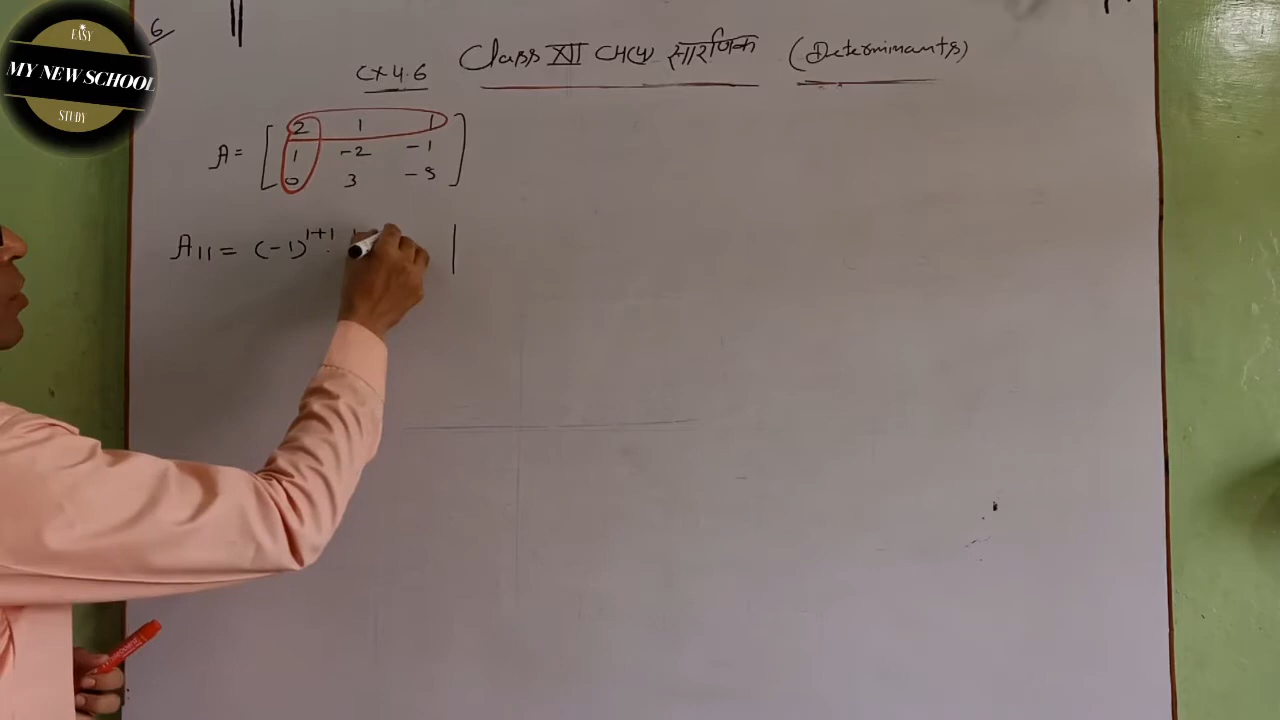 EASY
MY NEW SCHOOL
STUDY
6
Class XII CH(4) सारणिक (Determinants)
Ex 4.6
A = [ 2 1 1
1 -2 -1
0 3 -5 ]
A11 = (-1)^1+1